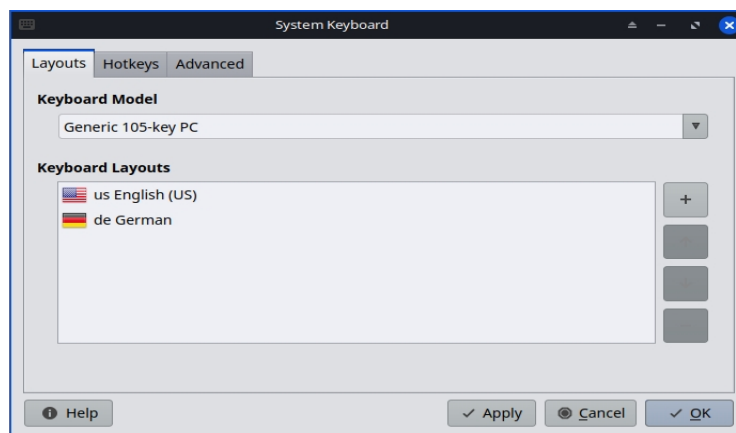 System Keyboard
Layouts Hotkeys Advanced
Keyboard Model
Generic 105-key PC
Keyboard Layouts
us English (US)
de German
+
Help Apply Cancel OK